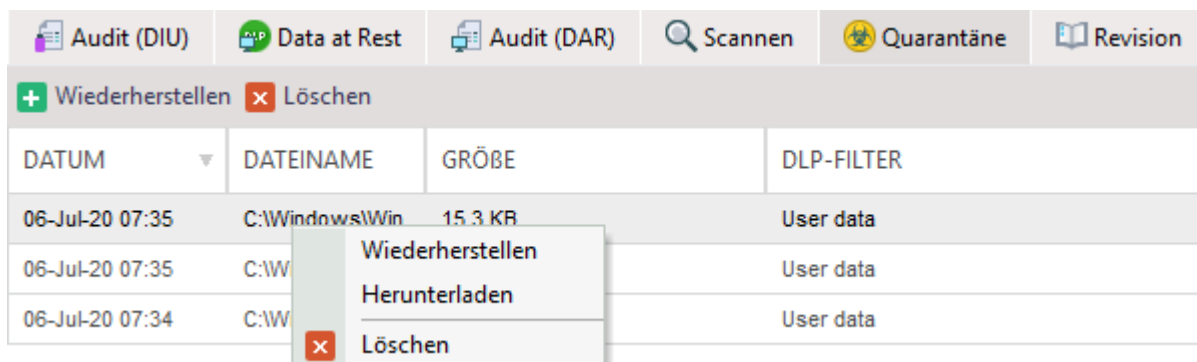 Audit (DIU) Data at Rest Audit (DAR) Scannen Quarantäne Revision
Wiederherstellen Löschen
DATUM DATEINAME GRÖßE DLP-FILTER
06-Jul-20 07:35 C:\Windows\Win 15.3 KB User data
Wiederherstellen
06-Jul-20 07:35 C:\W User data
Herunterladen
06-Jul-20 07:34 C:\W User data
Löschen